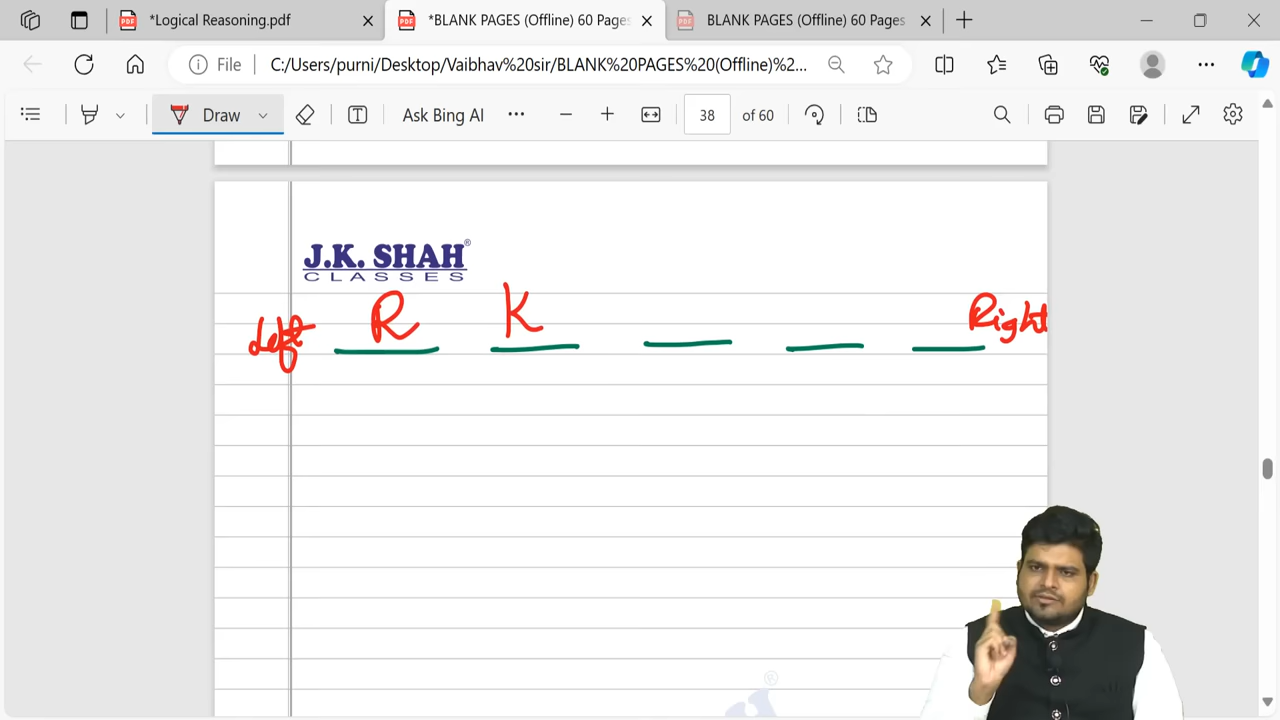 *Logical Reasoning.pdf
*BLANK PAGES (Offline) 60 Pages
BLANK PAGES (Offline) 60 Pages
File
C:/Users/purni/Desktop/Vaibhav%20sir/BLANK%20PAGES%20(Offline)%2...
Draw
Ask Bing AI
38 of 60
J.K. SHAH®
CLASSES
Left R K Right